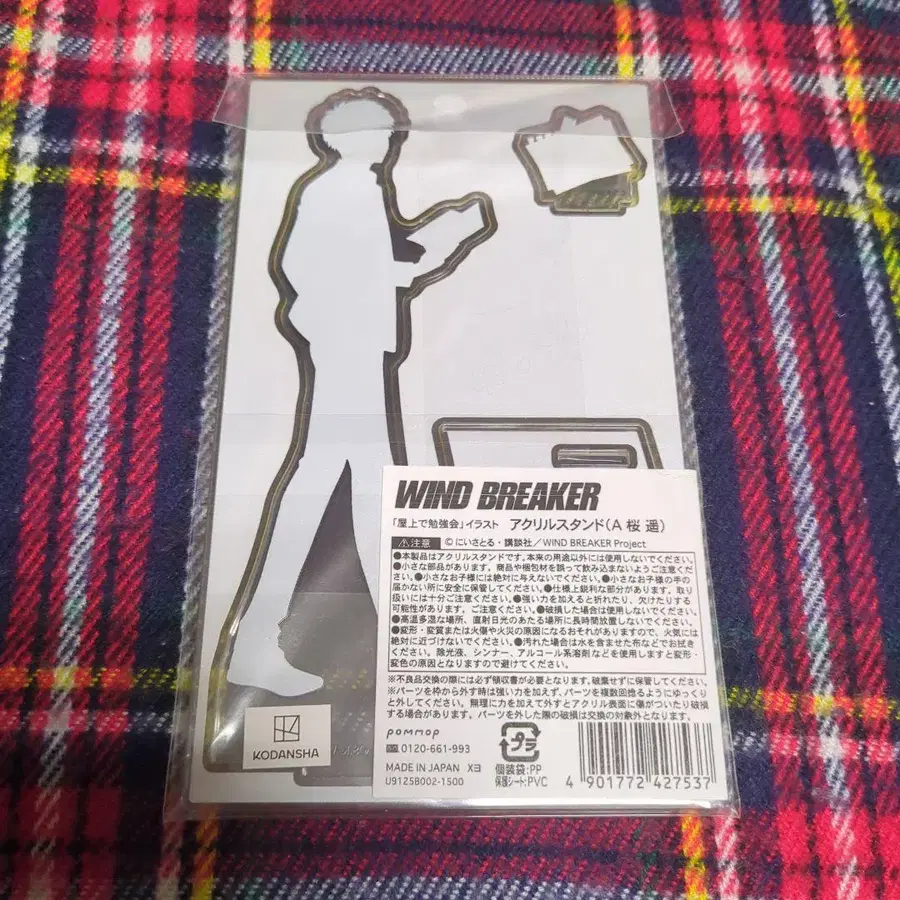 WIND BREAKER
「屋上で勉強会」イラスト アクリルスタンド(A 桜 遥)
⚠注意 © にいさとる・講談社／WIND BREAKER Project
●本製品はアクリルスタンドです。本来の用途以外には使用しないでください。
●小さな部品があります。商品や梱包材を誤って飲み込まないようご注意くださ
い。●小さなお子様には絶対に与えないでください。●小さなお子様の手の
届かない所に安全に保管してください。●仕様上鋭利な部分があります。取り
扱いには十分ご注意ください。●強い力を加えると折れたり、欠けたりする
可能性があります。ご注意ください。●破損した場合は使用しないでください。
●高温多湿な場所、直射日光のあたる場所に長時間放置しないでください。
●変形・変質または火傷や火災の原因になるおそれがありますので、火気には
絶対に近づけないでください。●汚れた場合は水を含ませた布などでお拭き
ください。除光液、シンナー、アルコール系溶剤などを使用しますと変形・
変色の原因となりますので避けてください。
※不良品交換の際には必ず領収書が必要となります。破棄せずに保管してください。
※パーツを枠から外す時は強い力を加えず、パーツを複数回捻るようにゆっくり
と外してください。無理に力を加えて外すとアクリル表面に傷がついたり破損
する場合があります。パーツを外した際の破損は交換の対象外となります。
KODANSHA
pommop
0120-661-993
MADE IN JAPAN Xヨ
U91258002-1500
プラ
個装袋:PP
保護シート:PVC
4 901772 427537